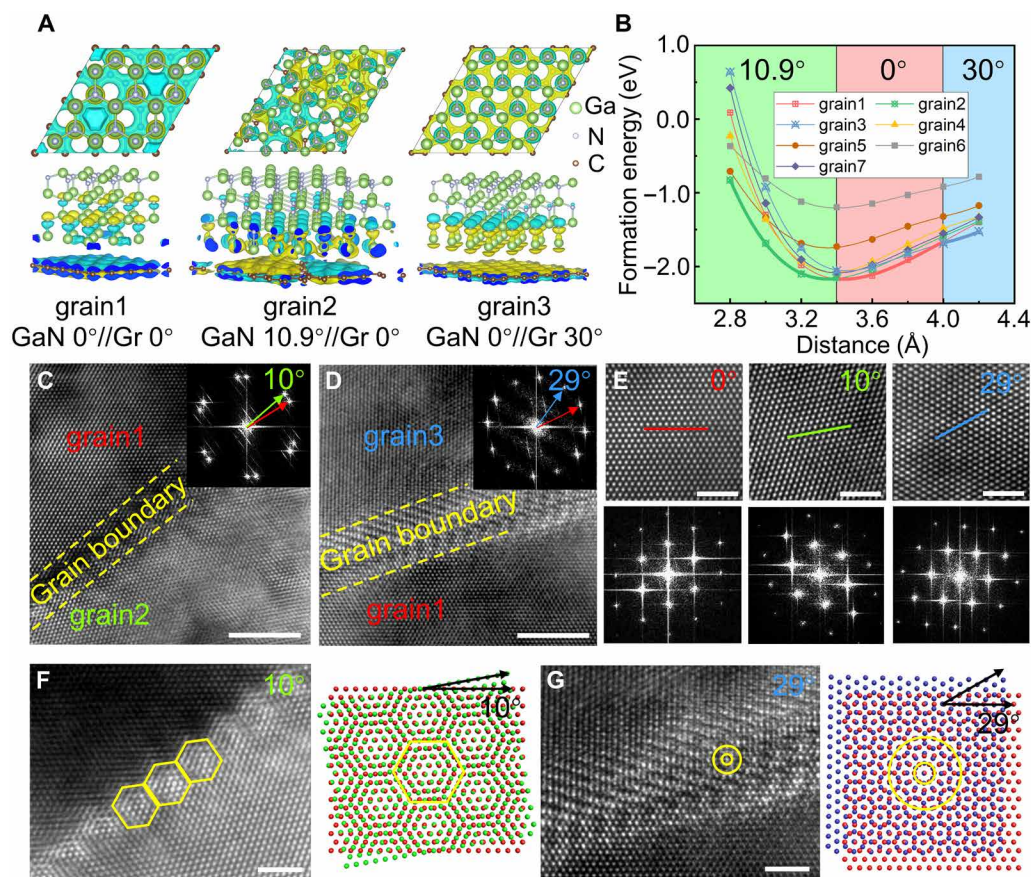 A
Ga
N
C
grain1
grain2
grain3
GaN 0°//Gr 0°
GaN 10.9°//Gr 0°
GaN 0°//Gr 30°
B
Formation energy (eV)
1.0
0.0
−1.0
−2.0
10.9°
0°
30°
grain1
grain2
grain3
grain4
grain5
grain6
grain7
2.8
3.2
3.6
4.0
4.4
Distance (Å)
C
10°
grain1
Grain boundary
grain2
D
29°
grain3
Grain boundary
grain1
E
0°
10°
29°
F
10°
10°
G
29°
29°